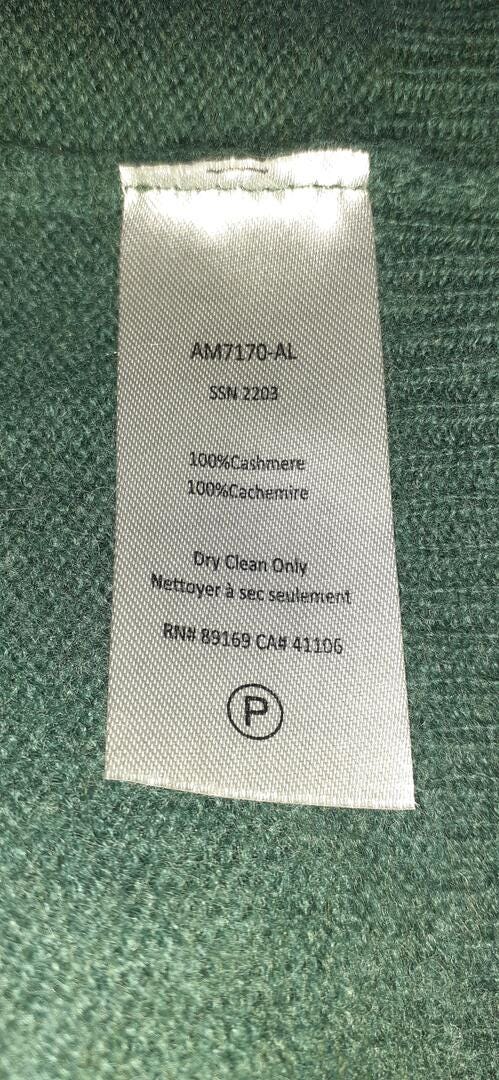 AM7170-AL
SSN 2203
100%Cashmere
100%Cachemire
Dry Clean Only
Nettoyer à sec seulement
RN# 89169 CA# 41106
P